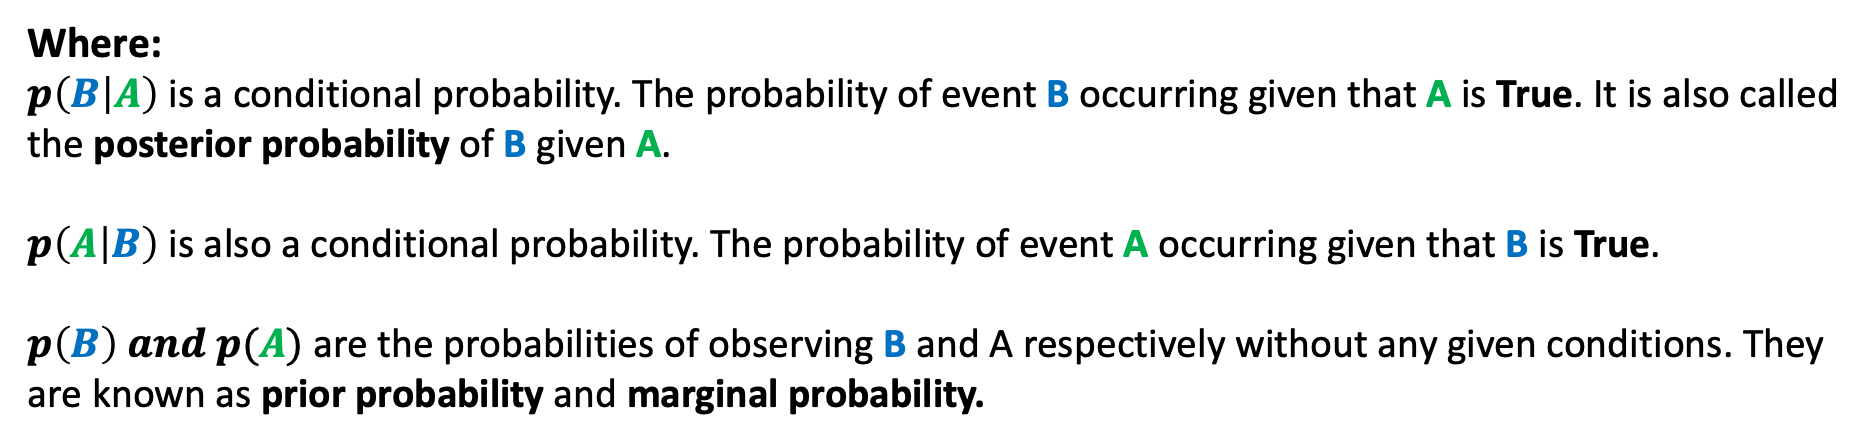 Where:
p(B|A) is a conditional probability. The probability of event B occurring given that A is True. It is also called
the posterior probability of B given A.
p(A|B) is also a conditional probability. The probability of event A occurring given that B is True.
p(B) and p(A) are the probabilities of observing B and A respectively without any given conditions. They
are known as prior probability and marginal probability.